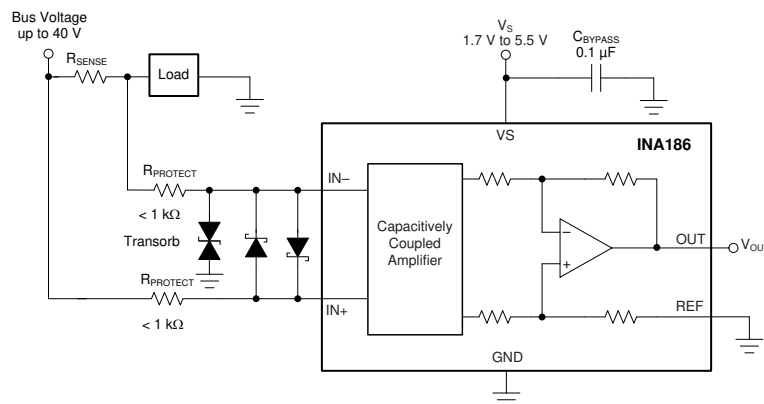 Bus Voltage
up to 40 V
RSENSE
Load
VS
1.7 V to 5.5 V
CBYPASS
0.1 µF
VS
INA186
RPROTECT
< 1 kΩ
Transorb
IN–
Capacitively
Coupled
Amplifier
–
+
OUT
VOU
RPROTECT
< 1 kΩ
IN+
REF
GND